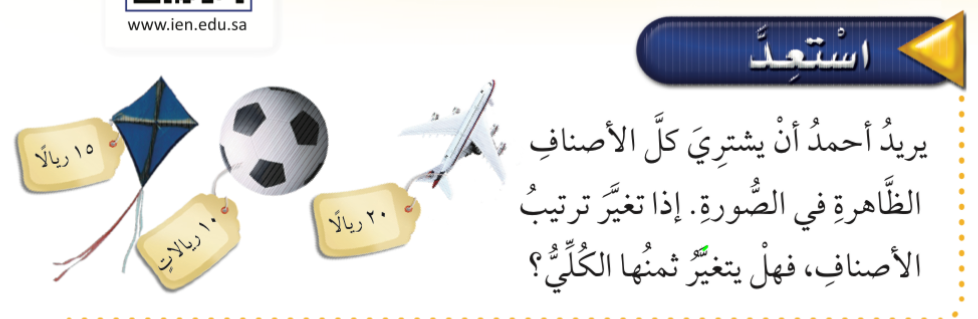 www.ien.edu.sa
اسْتَعِدَّ
يريدُ أحمدُ أنْ يشترِيَ كلَّ الأصنافِ
الظَّاهرةِ في الصُّورةِ. إذا تغيَّرَ ترتيبُ
الأصنافِ، فهلْ يتغيَّرُ ثمنُها الكُلِّيُّ؟
٢٠ ريالًا
١٠ ريالاتٍ
١٥ ريالًا